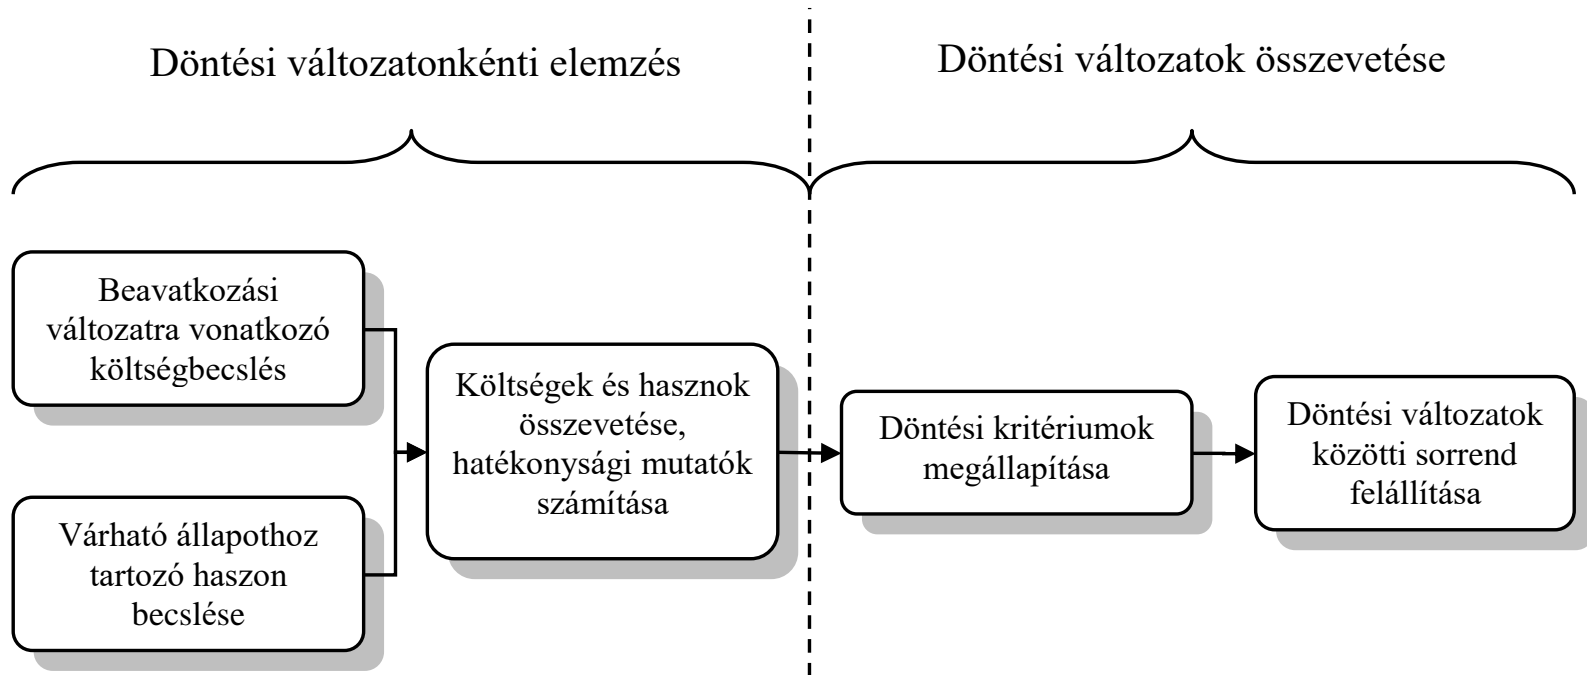 Döntési változatonkénti elemzés
Döntési változatok összevetése
Beavatkozási
változatra vonatkozó
költségbecslés
Várható állapothoz
tartozó haszon
becslése
Költségek és hasznok
összevetése,
hatékonysági mutatók
számítása
Döntési kritériumok
megállapítása
Döntési változatok
közötti sorrend
felállítása